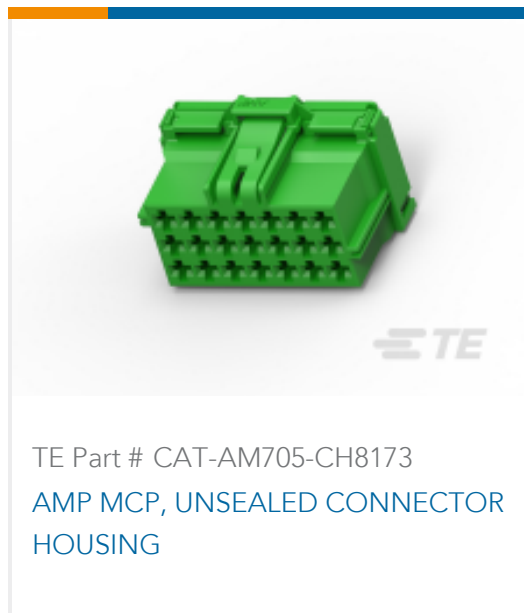 TE
TE Part # CAT-AM705-CH8173
AMP MCP, UNSEALED CONNECTOR
HOUSING